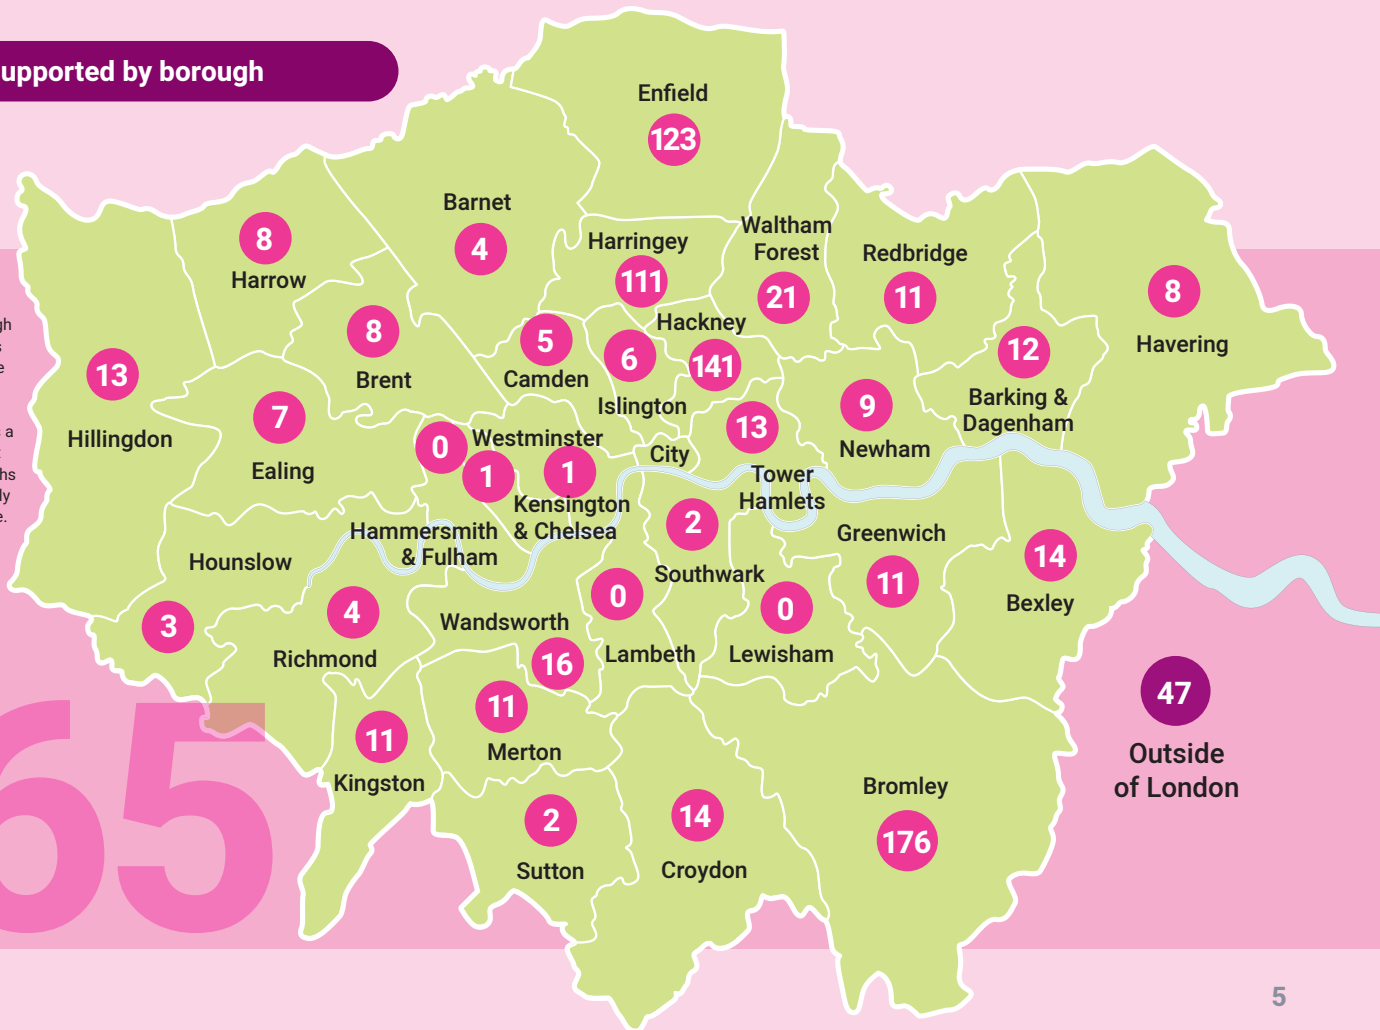 upported by borough
Enfield
123
Barnet
4
Harringey
111
Waltham
Forest
21
Redbridge
11
8
Harrow
8
Havering
Hackney
141
5
Camden
6
Islington
12
Barking &
Dagenham
8
Brent
13
Hillingdon
7
Ealing
9
Newham
13
Tower
Hamlets
City
0
Westminster
1
1
Kensington
& Chelsea
Hammersmith
& Fulham
2
Southwark
Greenwich
11
14
Bexley
Hounslow
3
4
Richmond
Wandsworth
16
0
Lambeth
0
Lewisham
11
Merton
11
Kingston
2
Sutton
14
Croydon
Bromley
176
47
Outside
of London
gh
s
e
a
hs
ly
e.
65
5